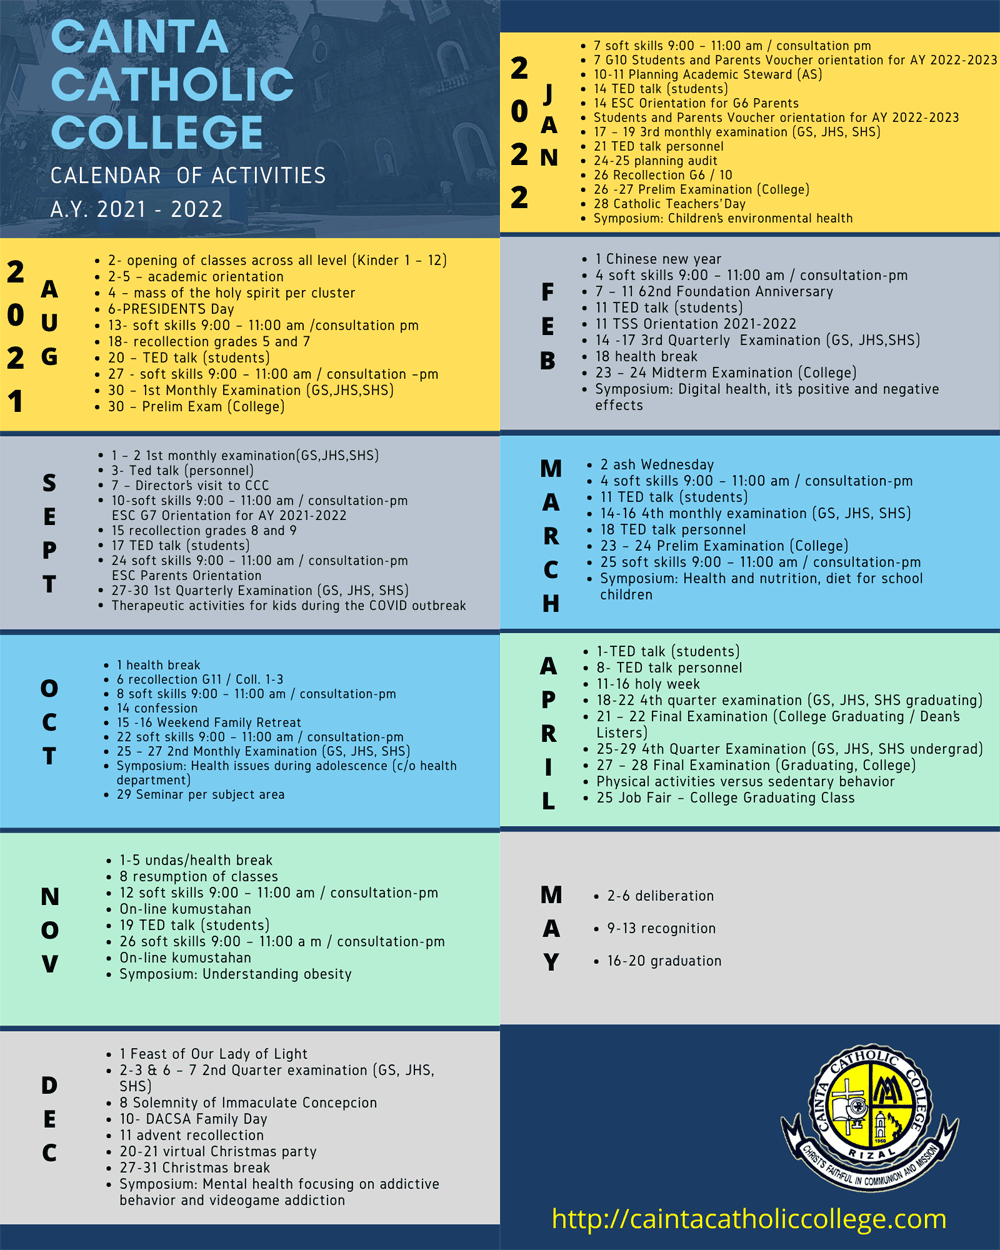 CAINTA
CATHOLIC
COLLEGE
CALENDAR OF ACTIVITIES
A.Y. 2021 - 2022
2021
AUG
• 2- opening of classes across all level (Kinder 1 – 12)
• 2-5 – academic orientation
• 4 – mass of the holy spirit per cluster
• 6-PRESIDENT'S Day
• 13- soft skills 9:00 – 11:00 am /consultation pm
• 18- recollection grades 5 and 7
• 20 – TED talk (students)
• 27 - soft skills 9:00 – 11:00 am / consultation –pm
• 30 – 1st Monthly Examination (GS,JHS,SHS)
• 30 – Prelim Exam (College)
SEPT
• 1 – 2 1st monthly examination(GS,JHS,SHS)
• 3- Ted talk (personnel)
• 7 – Director's visit to CCC
• 10-soft skills 9:00 – 11:00 am / consultation-pm
ESC G7 Orientation for AY 2021-2022
• 15 recollection grades 8 and 9
• 17 TED talk (students)
• 24 soft skills 9:00 – 11:00 am / consultation-pm
ESC Parents Orientation
• 27-30 1st Quarterly Examination (GS, JHS, SHS)
• Therapeutic activities for kids during the COVID outbreak
OCT
• 1 health break
• 6 recollection G11 / Coll. 1-3
• 8 soft skills 9:00 – 11:00 am / consultation-pm
• 14 confession
• 15 -16 Weekend Family Retreat
• 22 soft skills 9:00 – 11:00 am / consultation-pm
• 25 – 27 2nd Monthly Examination (GS, JHS, SHS)
• Symposium: Health issues during adolescence (c/o health
department)
• 29 Seminar per subject area
NOV
• 1-5 undas/health break
• 8 resumption of classes
• 12 soft skills 9:00 – 11:00 am / consultation-pm
• On-line kumustahan
• 19 TED talk (students)
• 26 soft skills 9:00 – 11:00 a m / consultation-pm
• On-line kumustahan
• Symposium: Understanding obesity
DEC
• 1 Feast of Our Lady of Light
• 2-3 & 6 – 7 2nd Quarter examination (GS, JHS,
SHS)
• 8 Solemnity of Immaculate Concepcion
• 10- DACSA Family Day
• 11 advent recollection
• 20-21 virtual Christmas party
• 27-31 Christmas break
• Symposium: Mental health focusing on addictive
behavior and videogame addiction
2022
JAN
• 7 soft skills 9:00 – 11:00 am / consultation pm
• 7 G10 Students and Parents Voucher orientation for AY 2022-2023
• 10-11 Planning Academic Steward (AS)
• 14 TED talk (students)
• 14 ESC Orientation for G6 Parents
• Students and Parents Voucher orientation for AY 2022-2023
• 17 – 19 3rd monthly examination (GS, JHS, SHS)
• 21 TED talk personnel
• 24-25 planning audit
• 26 Recollection G6 / 10
• 26 -27 Prelim Examination (College)
• 28 Catholic Teachers'Day
• Symposium: Children's environmental health
FEB
• 1 Chinese new year
• 4 soft skills 9:00 – 11:00 am / consultation-pm
• 7 – 11 62nd Foundation Anniversary
• 11 TED talk (students)
• 11 TSS Orientation 2021-2022
• 14 -17 3rd Quarterly Examination (GS, JHS,SHS)
• 18 health break
• 23 – 24 Midterm Examination (College)
• Symposium: Digital health, it's positive and negative
effects
MARCH
• 2 ash Wednesday
• 4 soft skills 9:00 – 11:00 am / consultation-pm
• 11 TED talk (students)
• 14-16 4th monthly examination (GS, JHS, SHS)
• 18 TED talk personnel
• 23 – 24 Prelim Examination (College)
• 25 soft skills 9:00 – 11:00 am / consultation-pm
• Symposium: Health and nutrition, diet for school
children
APRIL
• 1-TED talk (students)
• 8- TED talk personnel
• 11-16 holy week
• 18-22 4th quarter examination (GS, JHS, SHS graduating)
• 21 – 22 Final Examination (College Graduating / Dean's
Listers)
• 25-29 4th Quarter Examination (GS, JHS, SHS undergrad)
• 27 – 28 Final Examination (Graduating, College)
• Physical activities versus sedentary behavior
• 25 Job Fair – College Graduating Class
MAY
• 2-6 deliberation
• 9-13 recognition
• 16-20 graduation
CAINTA CATHOLIC COLLEGE
1960
RIZAL
CHRIST'S FAITHFUL IN COMMUNION AND MISSION
http://caintacatholiccollege.com